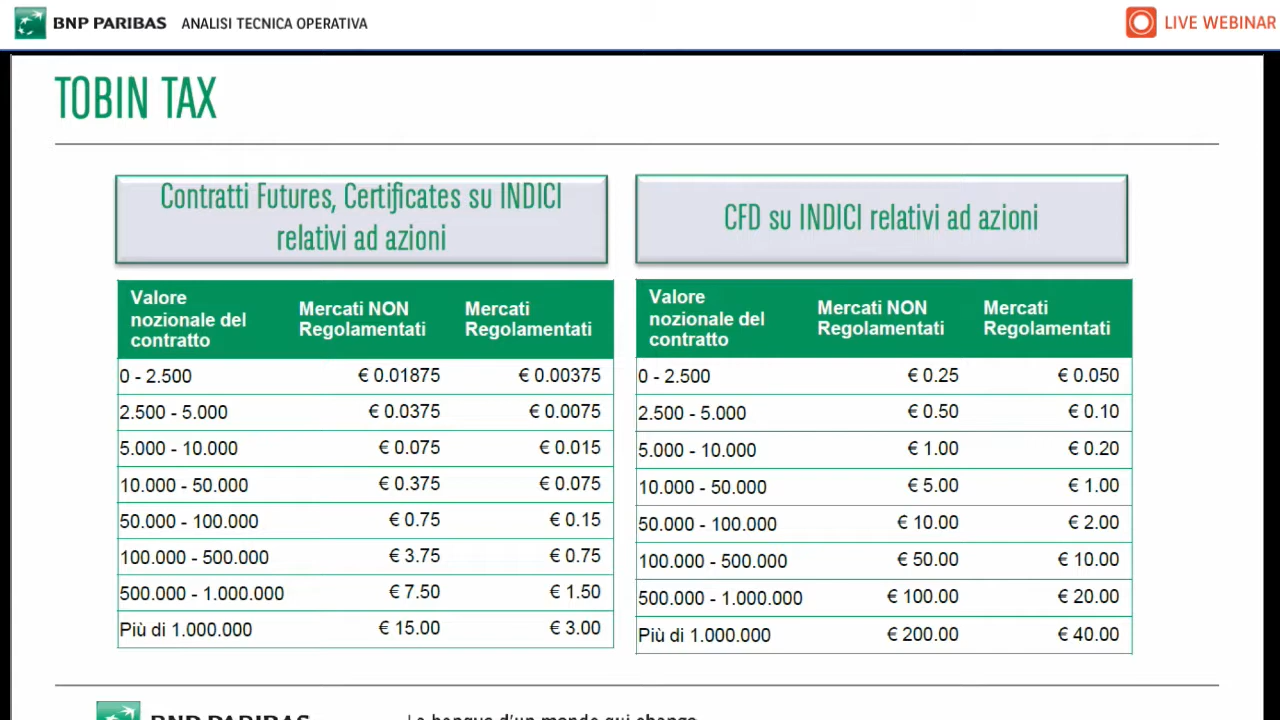 BNP PARIBAS ANALISI TECNICA OPERATIVA
LIVE WEBINAR
TOBIN TAX
Contratti Futures, Certificates su INDICI
relativi ad azioni
Valore nozionale del contratto Mercati NON Regolamentati Mercati Regolamentati
0 - 2.500 € 0.01875 € 0.00375
2.500 - 5.000 € 0.0375 € 0.0075
5.000 - 10.000 € 0.075 € 0.015
10.000 - 50.000 € 0.375 € 0.075
50.000 - 100.000 € 0.75 € 0.15
100.000 - 500.000 € 3.75 € 0.75
500.000 - 1.000.000 € 7.50 € 1.50
Più di 1.000.000 € 15.00 € 3.00
CFD su INDICI relativi ad azioni
Valore nozionale del contratto Mercati NON Regolamentati Mercati Regolamentati
0 - 2.500 € 0.25 € 0.050
2.500 - 5.000 € 0.50 € 0.10
5.000 - 10.000 € 1.00 € 0.20
10.000 - 50.000 € 5.00 € 1.00
50.000 - 100.000 € 10.00 € 2.00
100.000 - 500.000 € 50.00 € 10.00
500.000 - 1.000.000 € 100.00 € 20.00
Più di 1.000.000 € 200.00 € 40.00
BNP PARIBAS
La banque d'un monde qui change